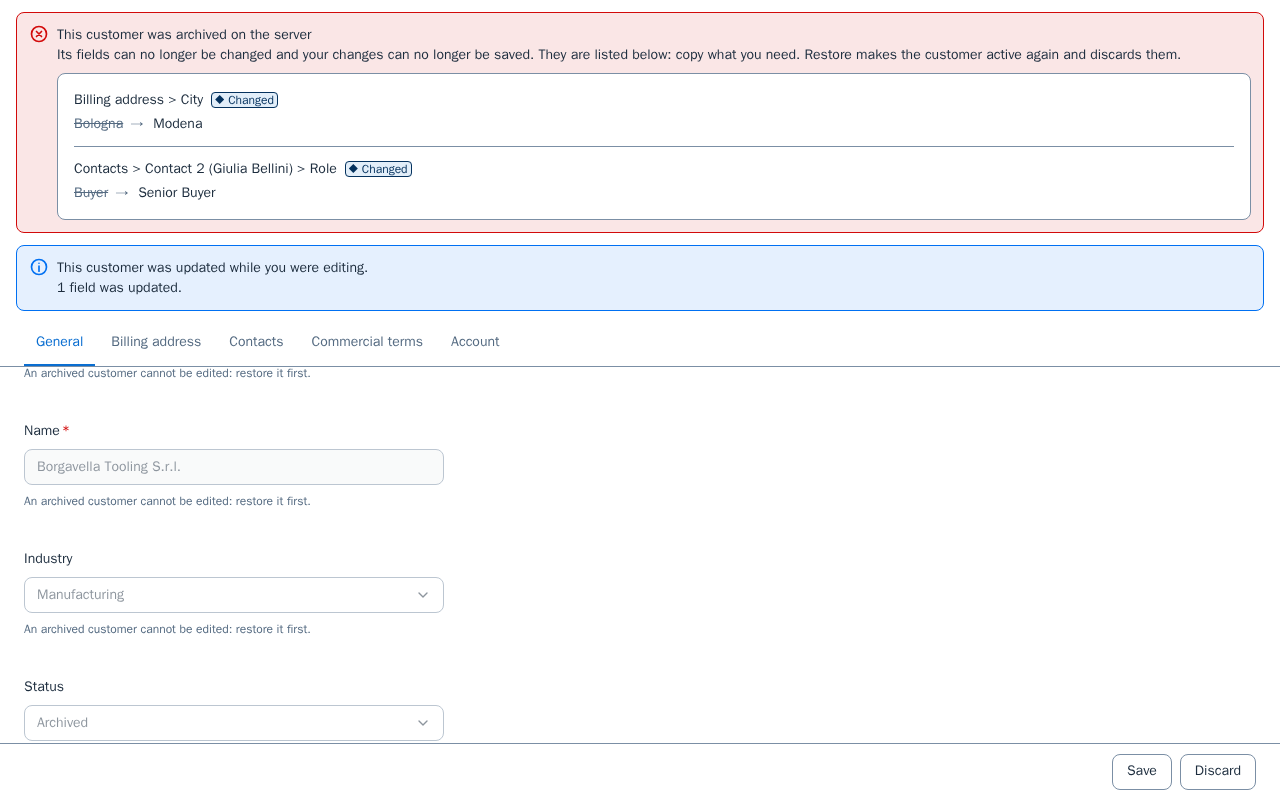 This customer was archived on the server
Its fields can no longer be changed and your changes can no longer be saved. They are listed below: copy what you need. Restore makes the customer active again and discards them.
Billing address > City ◆ Changed
Bologna → Modena
Contacts > Contact 2 (Giulia Bellini) > Role ◆ Changed
Buyer → Senior Buyer
This customer was updated while you were editing.
1 field was updated.
General Billing address Contacts Commercial terms Account
An archived customer cannot be edited: restore it first.
Name *
Borgavella Tooling S.r.l.
An archived customer cannot be edited: restore it first.
Industry
Manufacturing
An archived customer cannot be edited: restore it first.
Status
Archived
Save Discard